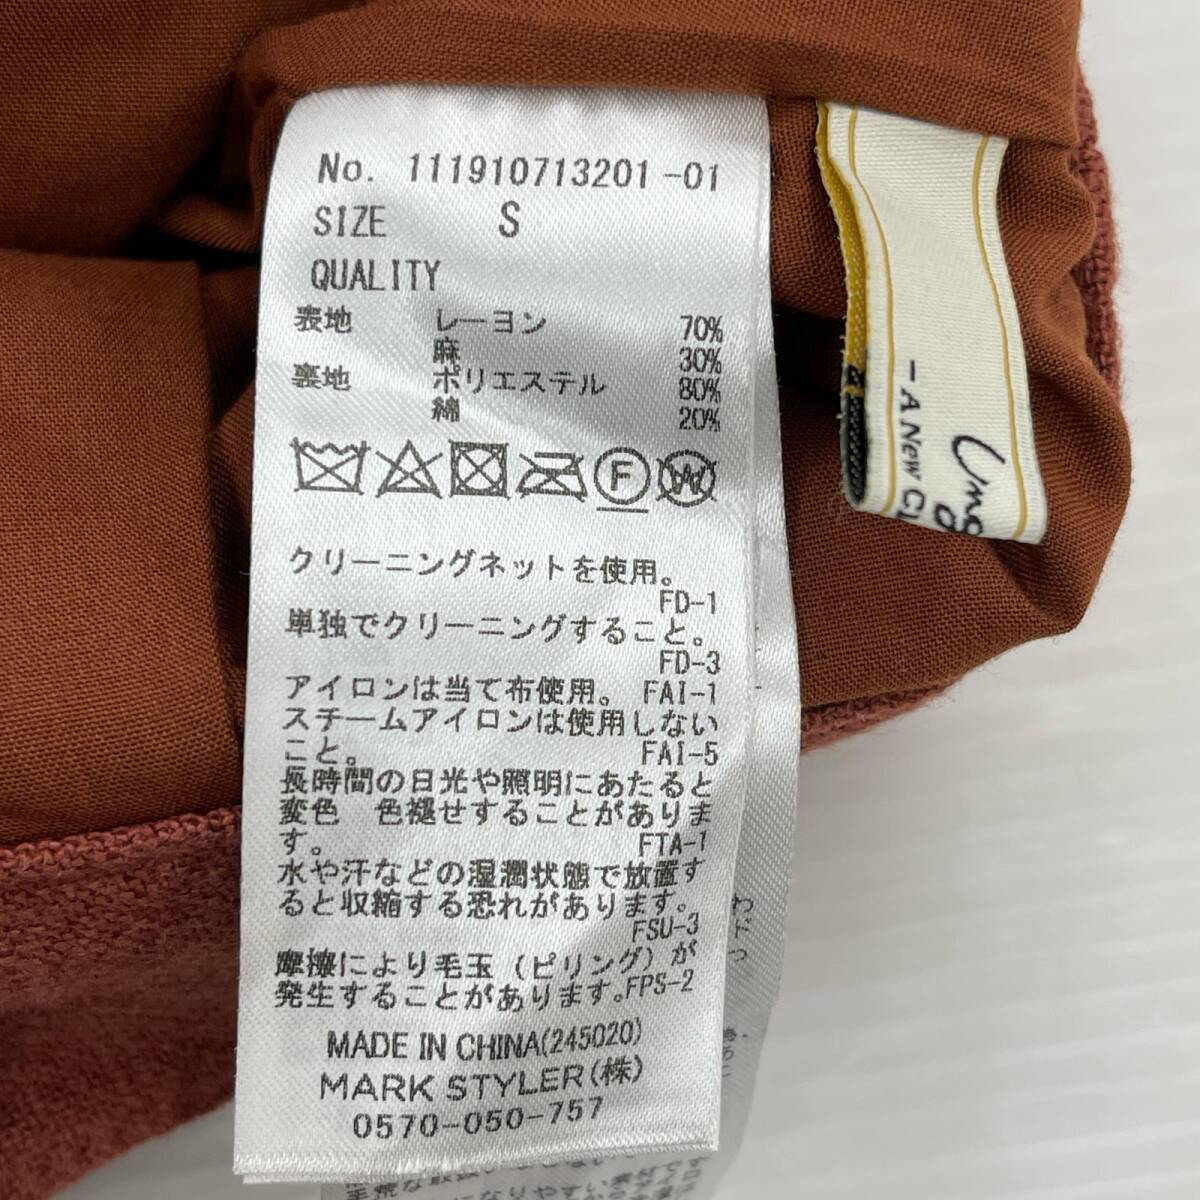 No. 111910713201-01
SIZE S
QUALITY
表地 レーヨン 70%
麻 30%
裏地 ポリエステル 80%
綿 20%
F W
クリーニングネットを使用。
FD-1
単独でクリーニングすること。
FD-3
アイロンは当て布使用。 FAI-1
スチームアイロンは使用しない
こと。 FAI-5
長時間の日光や照明にあたると
変色 色褪せすることがありま
す。 FTA-1
水や汗などの湿潤状態で放置す
ると収縮する恐れがあります。
FSU-3
摩擦により毛玉(ピリング)が
発生することがあります。FPS-2
MADE IN CHINA(245020)
MARK STYLER(株)
0570-050-757
- A New